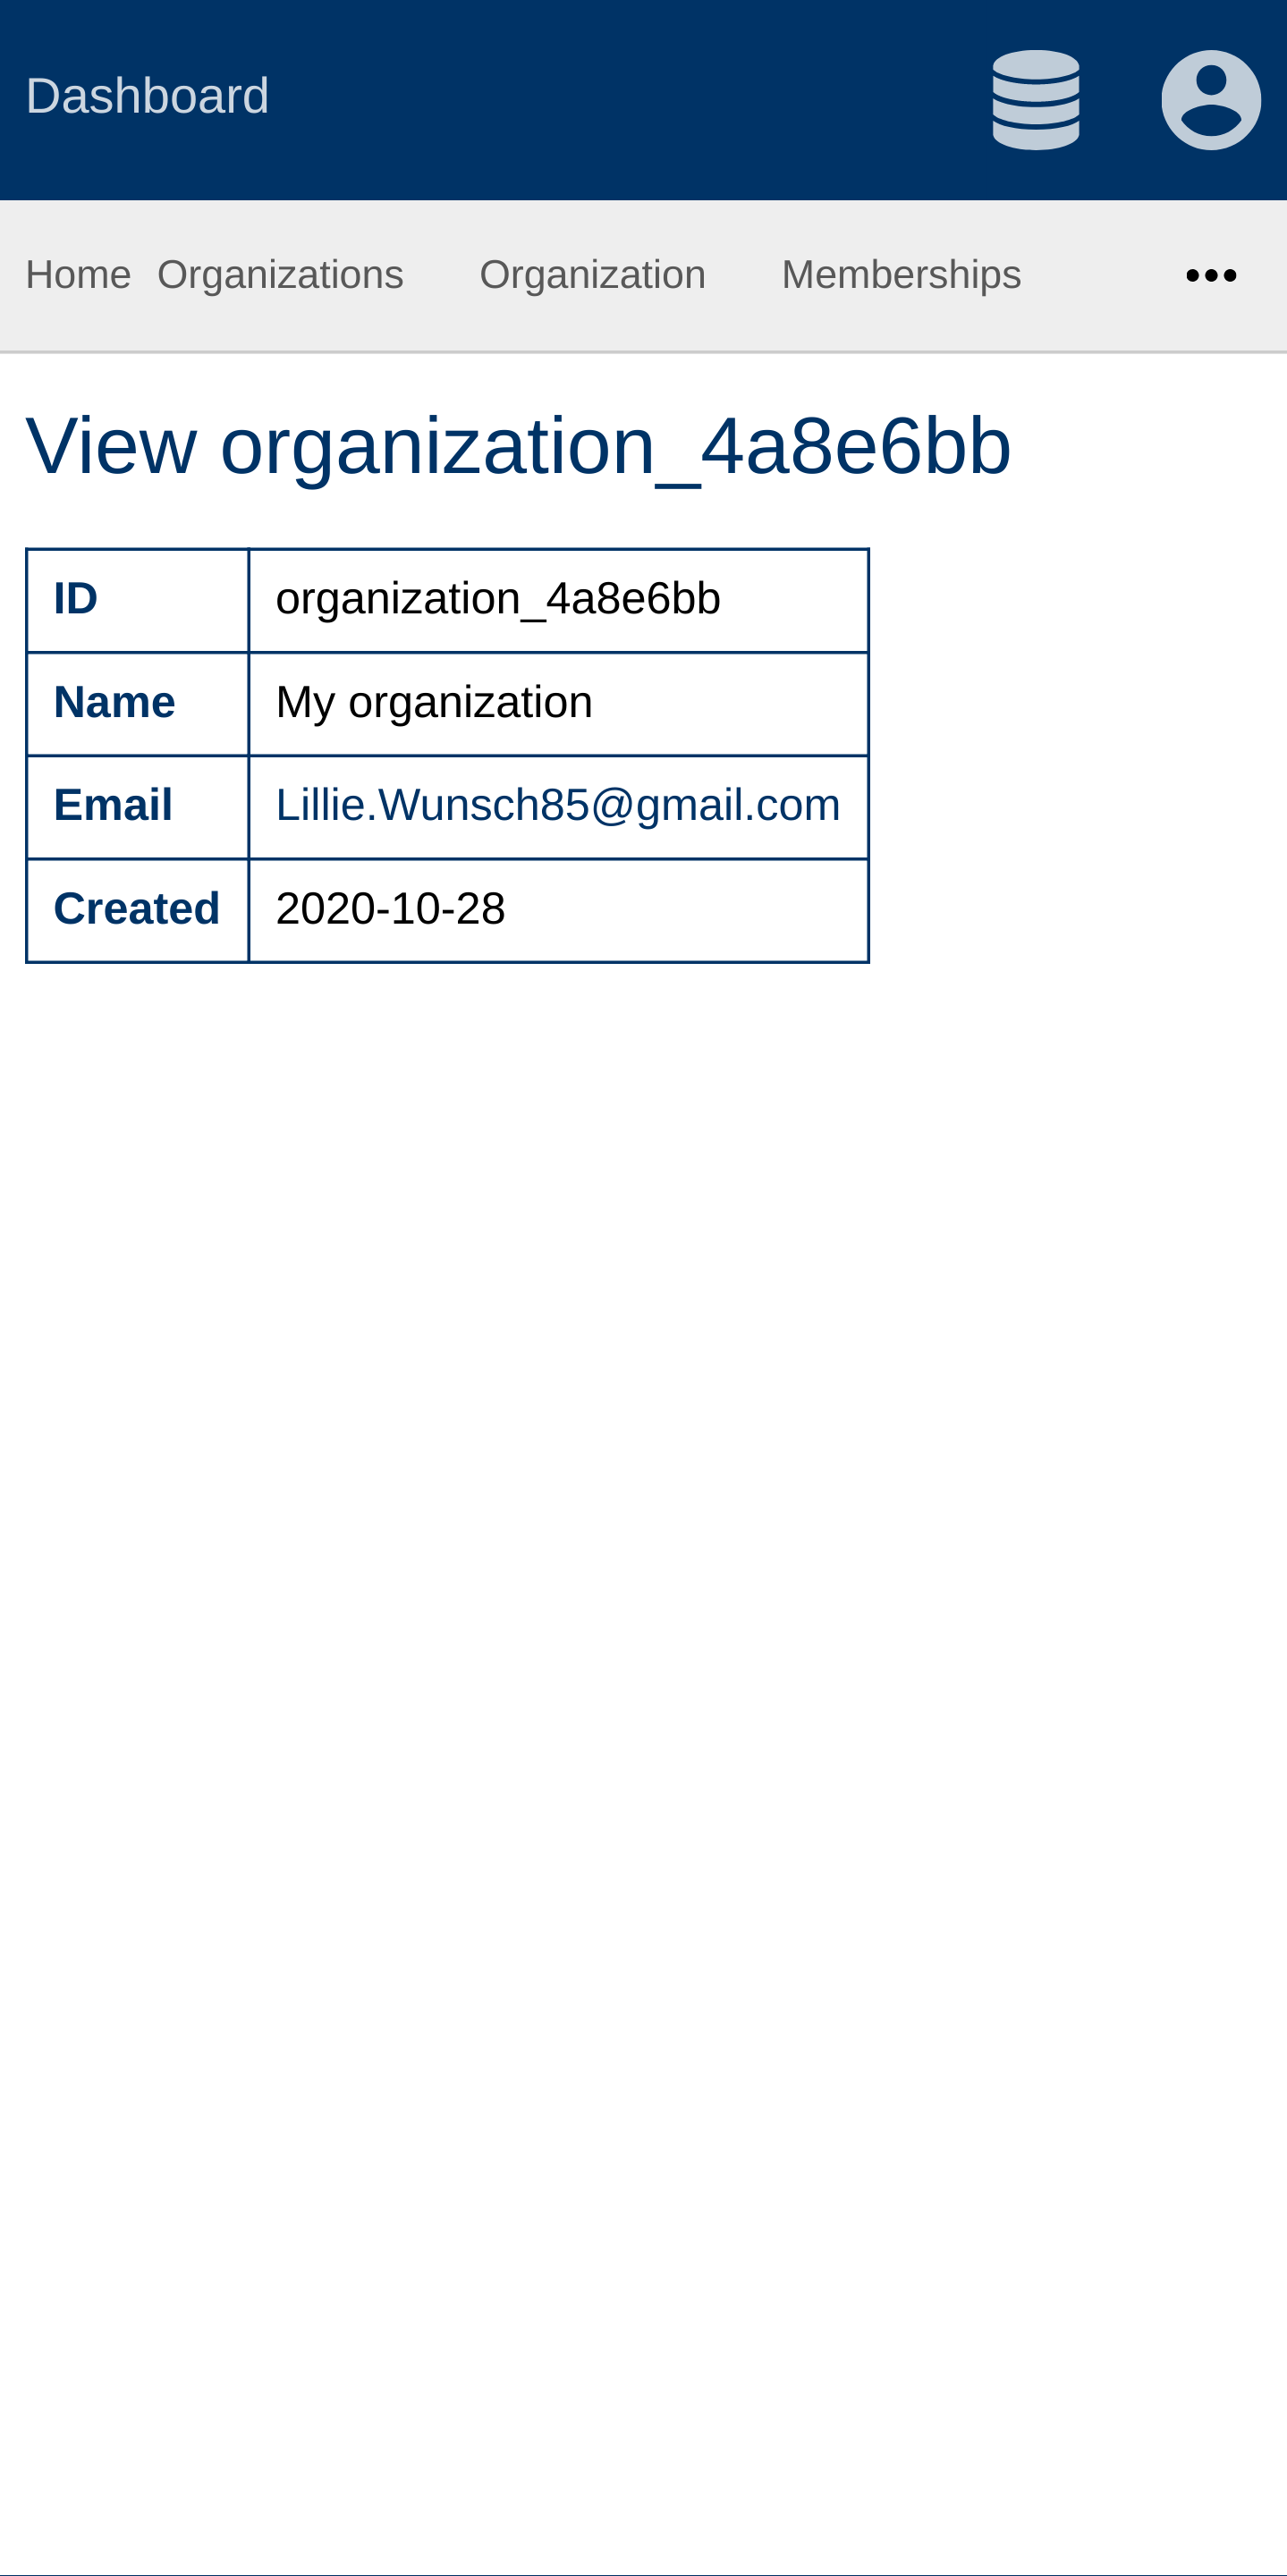 Dashboard
Home Organizations Organization Memberships
View organization_4a8e6bb
ID organization_4a8e6bb
Name My organization
Email Lillie.Wunsch85@gmail.com
Created 2020-10-28